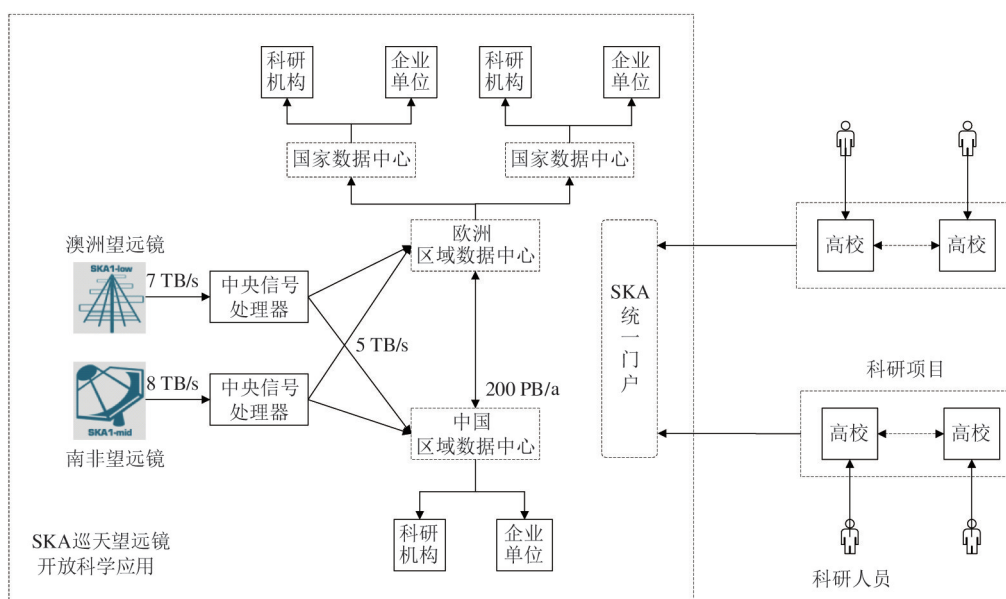 科研
机构
企业
单位
科研
机构
企业
单位
国家数据中心
国家数据中心
澳洲望远镜
SKA1-low
7 TB/s
中央信号
处理器
欧洲
区域数据中心
5 TB/s
8 TB/s
中央信号
处理器
SKA1-mid
南非望远镜
200 PB/a
中国
区域数据中心
科研
机构
企业
单位
SKA巡天望远镜
开放科学应用
SKA
统
一
门
户
高校
高校
科研项目
高校
高校
科研人员